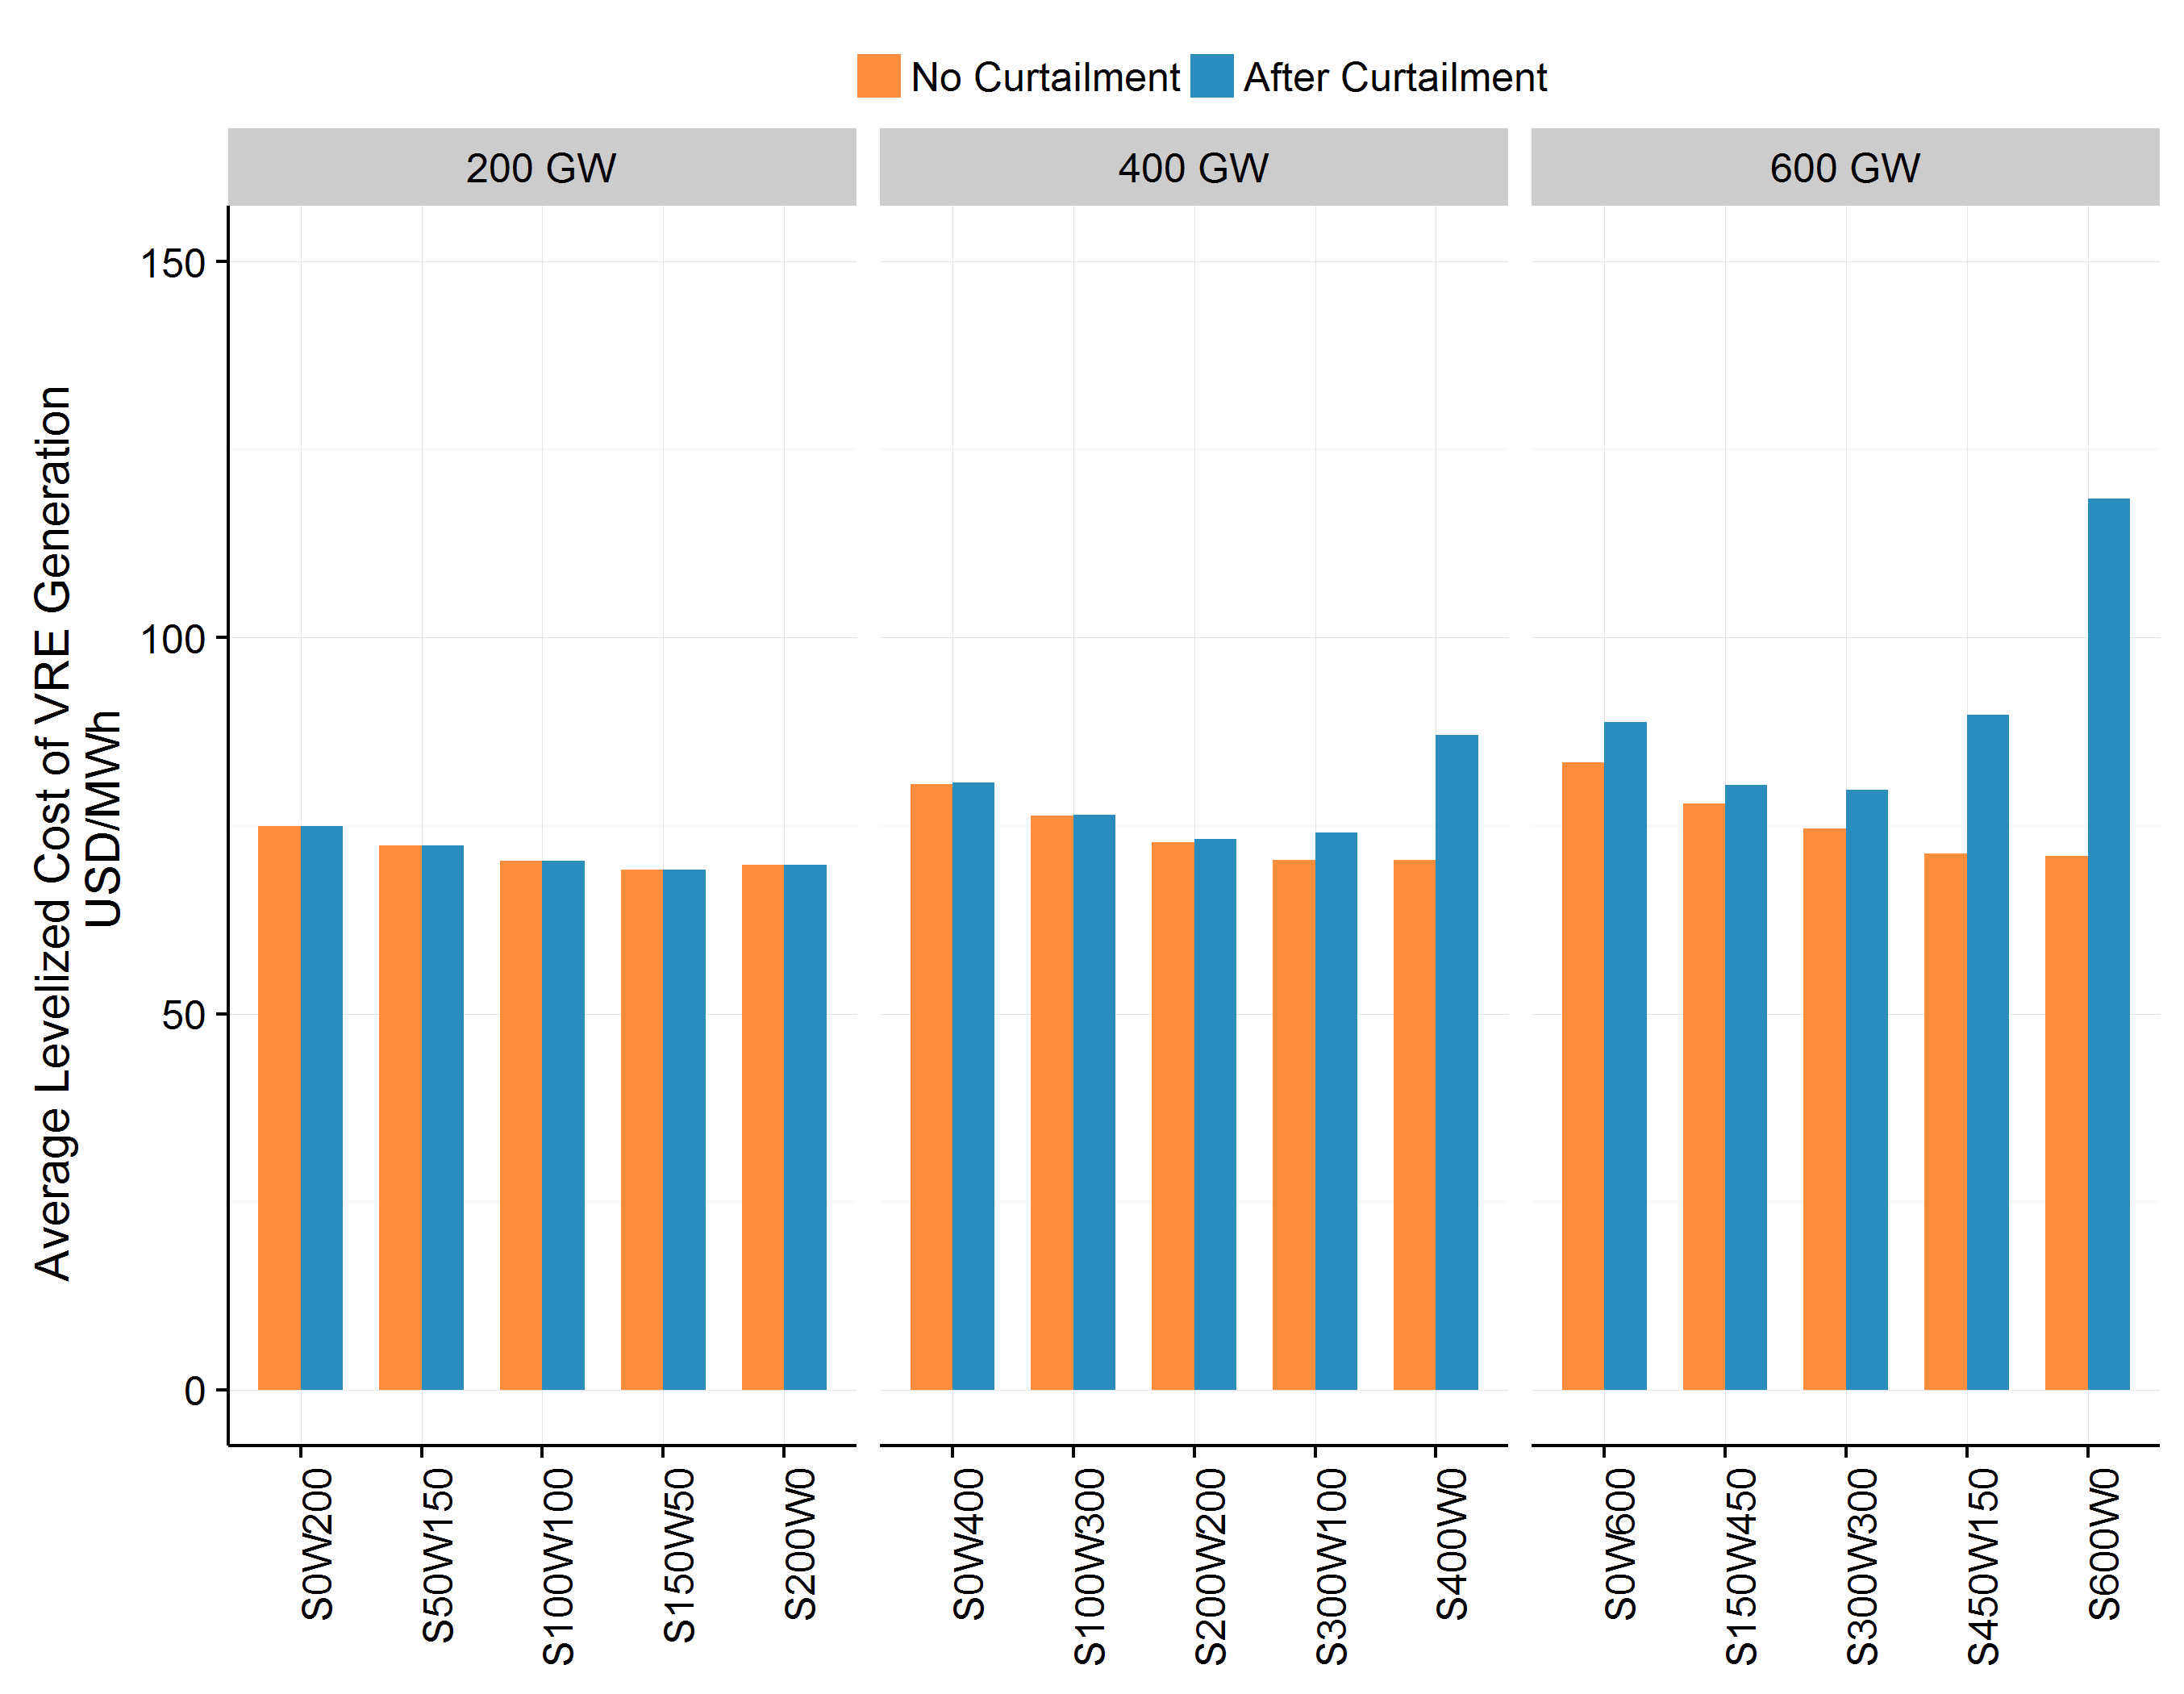 No Curtailment After Curtailment
200 GW 400 GW 600 GW
Average Levelized Cost of VRE Generation
USD/MWh
150
100
50
0
S0W200
S50W150
S100W100
S150W50
S200W0
S0W400
S100W300
S200W200
S300W100
S400W0
S0W600
S150W450
S300W300
S450W150
S600W0